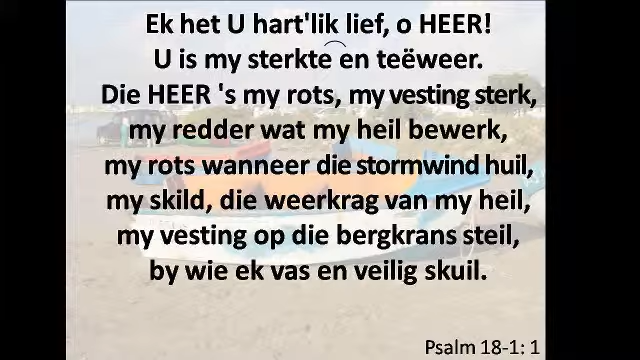 Ek het U hart'lik lief, o HEER!
U is my sterkte en teëweer.
Die HEER 's my rots, my vesting sterk,
my redder wat my heil bewerk,
my rots wanneer die stormwind huil,
my skild, die weerkrag van my heil,
my vesting op die bergkrans steil,
by wie ek vas en veilig skuil.
Psalm 18-1: 1